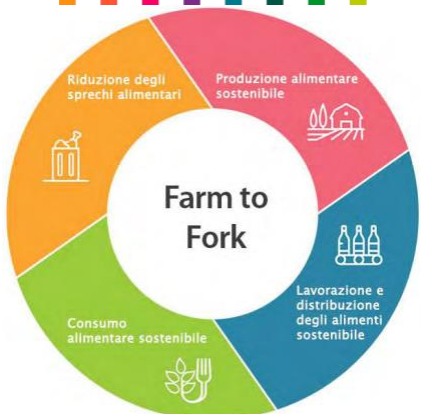 Riduzione degli
sprechi alimentari
Produzione alimentare
sostenibile
Farm to
Fork
Lavorazione e
distribuzione
degli alimenti
sostenibile
Consumo
alimentare sostenibile